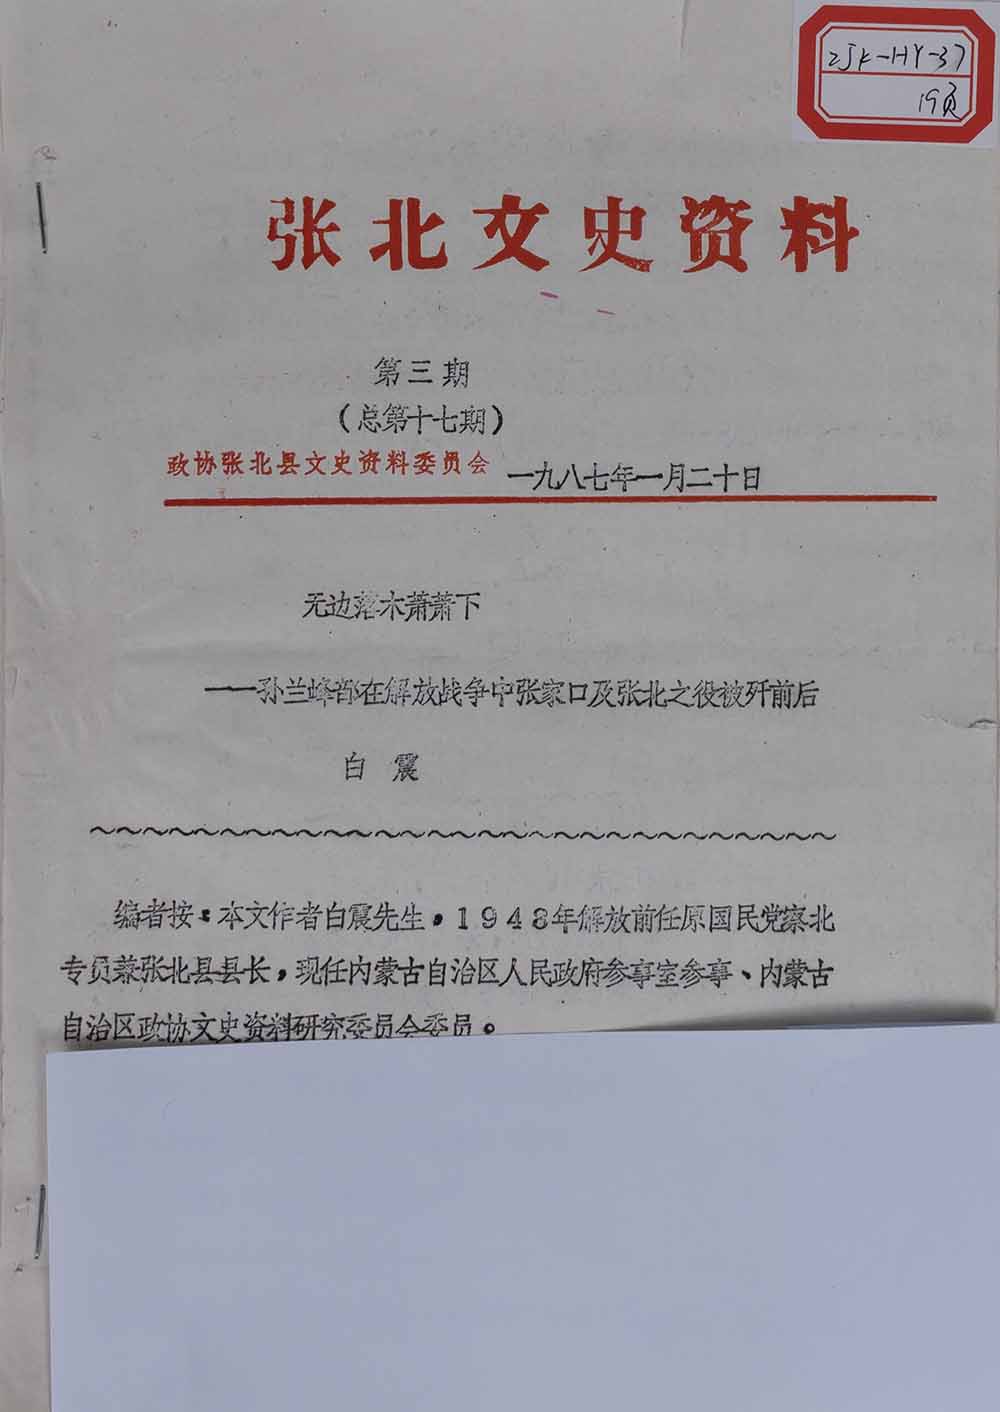 ZJK-HY-37
19页
张北文史资料
第三期
（总第十七期）
政协张北县文史资料委员会 一九八七年一月二十日
无边落木萧萧下
——孙兰峰部在解放战争中张家口及张北之役被歼前后
白 震
编者按：本文作者白震先生，1948年解放前任原国民党察北
专员兼张北县县长，现任内蒙古自治区人民政府参事室参事、内蒙古
自治区政协文史资料研究委员会委员。